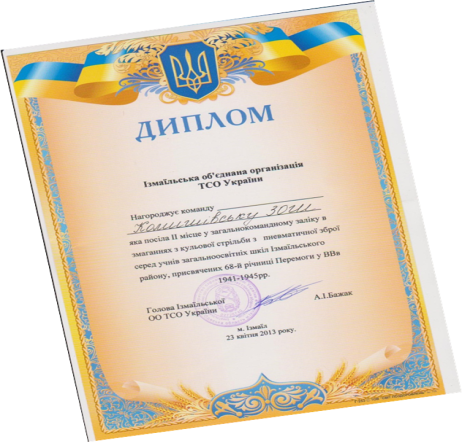 ДИПЛОМ
Ізмаїльська об'єднана організація
ТСО України
Нагороджує команду
Комишівську ЗОШ
яка посіла ІІ місце у загальнокомандному заліку в
змаганнях з кульової стрільби з пневматичної зброї
серед учнів загальноосвітніх шкіл Ізмаїльського
району, присвячених 68-й річниці Перемоги у ВВв
1941-1945рр.
Голова Ізмаїльської
ОО ТСО України
А.І.Бажак
м. Ізмаїл
23 квітня 2013 року.